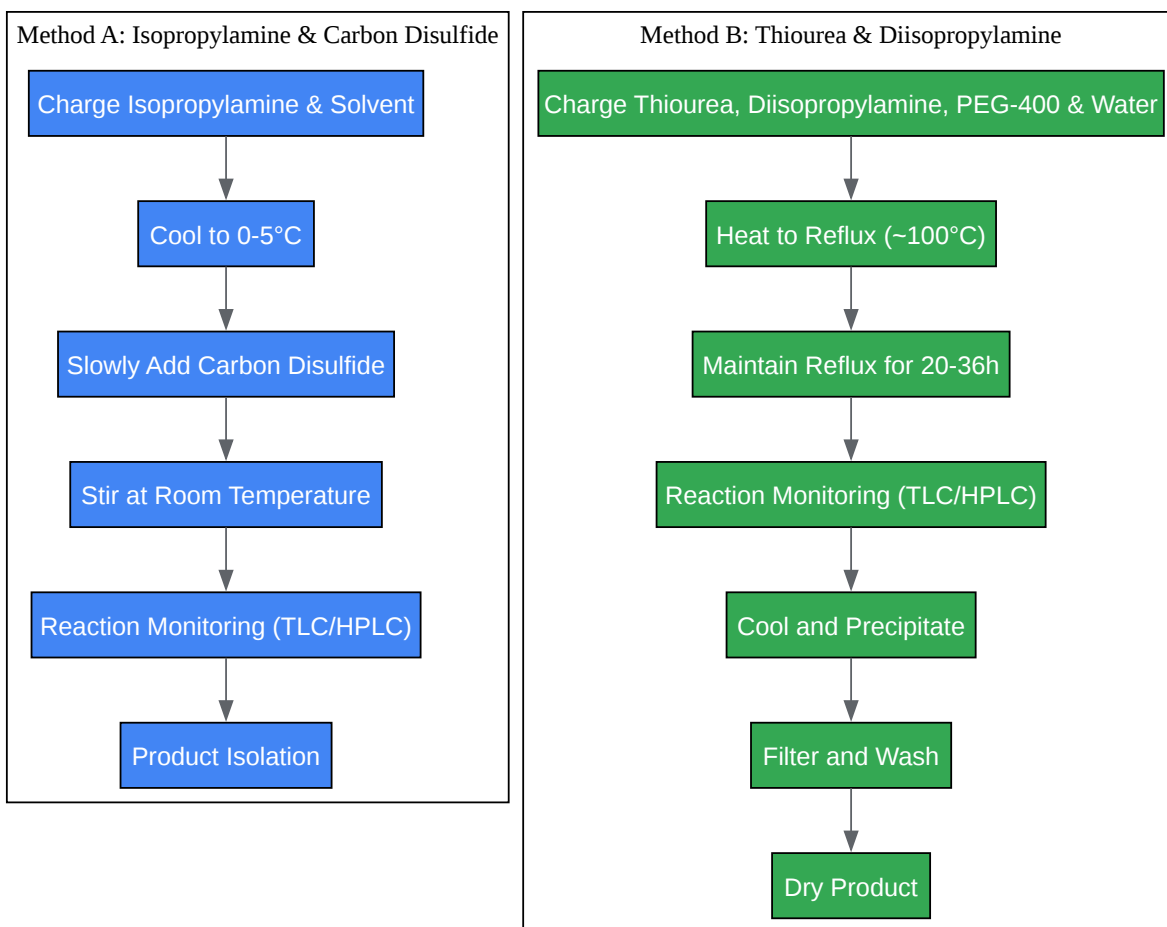 Method A: Isopropylamine & Carbon Disulfide
Charge Isopropylamine & Solvent
Cool to 0-5°C
Slowly Add Carbon Disulfide
Stir at Room Temperature
Reaction Monitoring (TLC/HPLC)
Product Isolation
Method B: Thiourea & Diisopropylamine
Charge Thiourea, Diisopropylamine, PEG-400 & Water
Heat to Reflux (~100°C)
Maintain Reflux for 20-36h
Reaction Monitoring (TLC/HPLC)
Cool and Precipitate
Filter and Wash
Dry Product